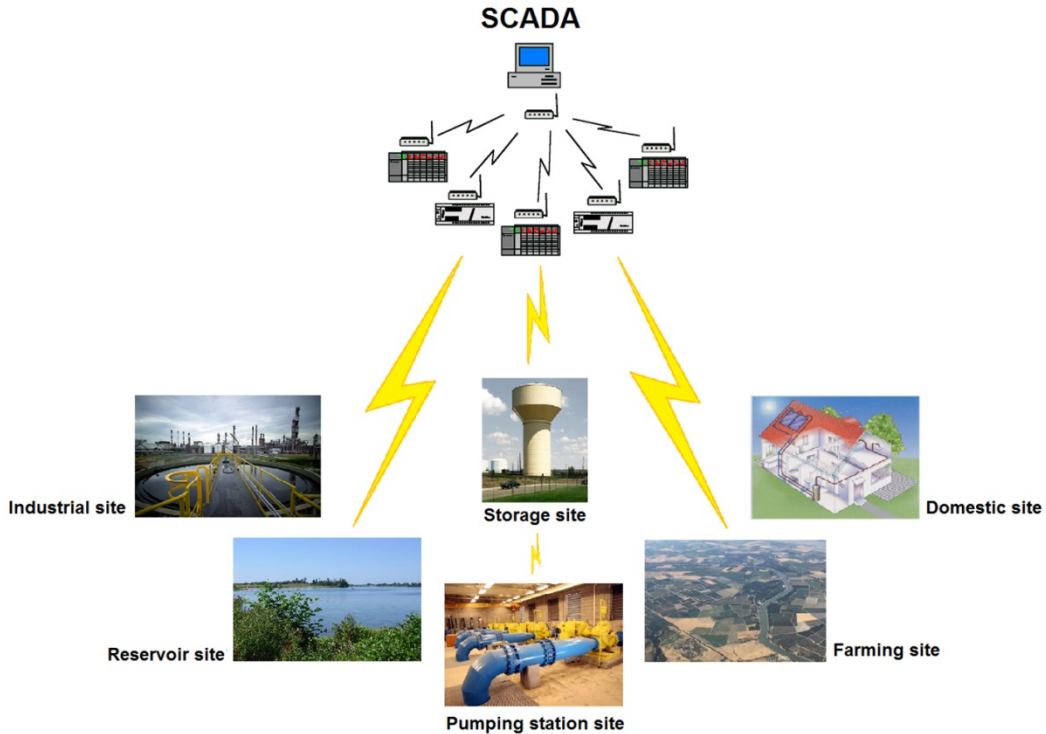 SCADA
Storage site
Industrial site
Domestic site
Reservoir site
Farming site
Pumping station site